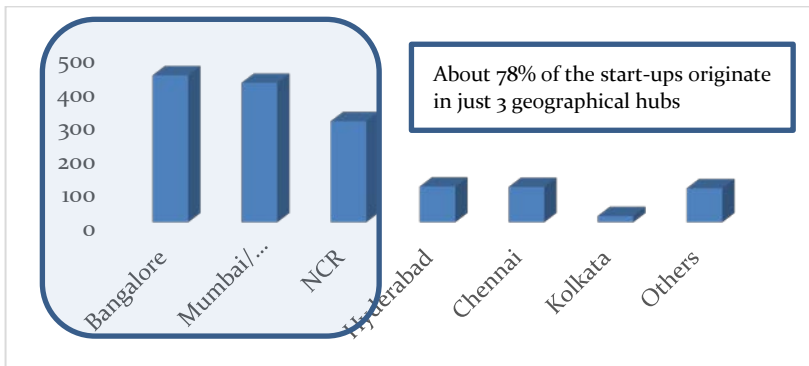 500
400
300
200
100
0
Bangalore
Mumbai/...
NCR
Hyderabad
Chennai
Kolkata
Others
About 78% of the start-ups originate
in just 3 geographical hubs